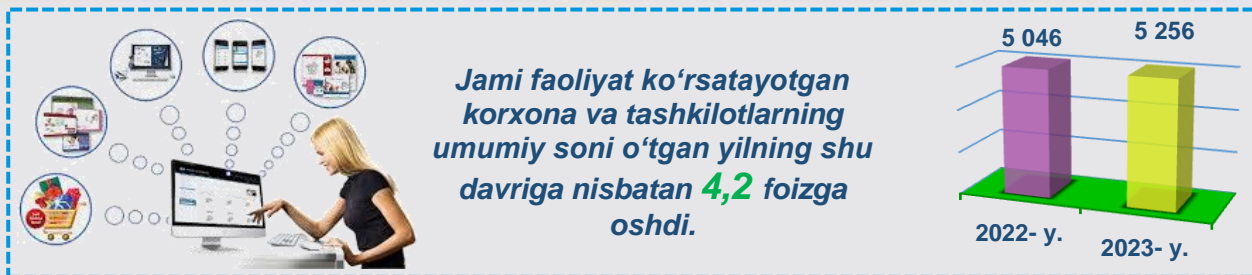 Jami faoliyat ko‘rsatayotgan
korxona va tashkilotlarning
umumiy soni o‘tgan yilning shu
davriga nisbatan 4,2 foizga
oshdi.
5 046
5 256
2022- y.
2023- y.